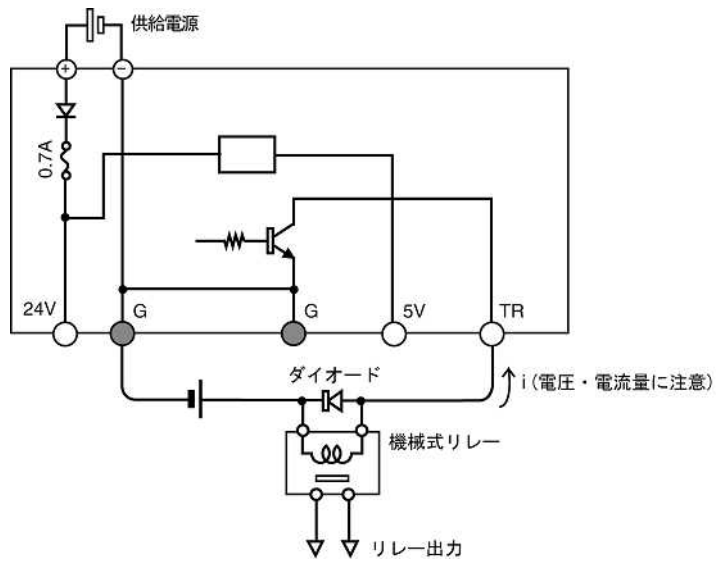 供給電源
+
−
0.7A
24V
G
G
5V
TR
ダイオード
i(電圧・電流量に注意)
機械式リレー
リレー出力